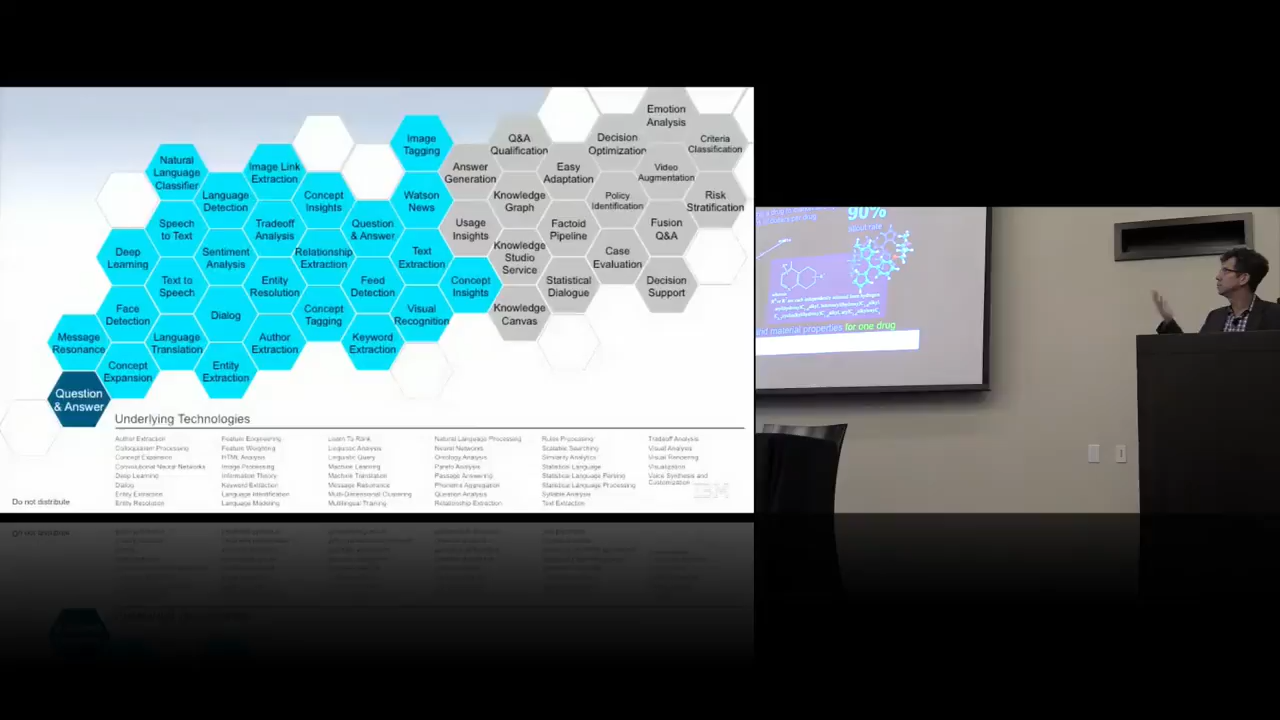 Emotion
Analysis
Image
Tagging
Q&A
Qualification
Decision
Optimization
Criteria
Classification
Natural
Language
Classifier
Image Link
Extraction
Answer
Generation
Easy
Adaptation
Video
Augmentation
Language
Detection
Concept
Insights
Watson
News
Knowledge
Graph
Policy
Identification
Risk
Stratification
Speech
to Text
Tradeoff
Analysis
Question
& Answer
Usage
Insights
Factoid
Pipeline
Fusion
Q&A
Deep
Learning
Sentiment
Analysis
Relationship
Extraction
Text
Extraction
Knowledge
Studio
Service
Case
Evaluation
Text to
Speech
Entity
Resolution
Feed
Detection
Concept
Insights
Statistical
Dialogue
Decision
Support
Face
Detection
Dialog
Concept
Tagging
Visual
Recognition
Knowledge
Canvas
Message
Resonance
Language
Translation
Author
Extraction
Keyword
Extraction
Concept
Expansion
Entity
Extraction
Question
& Answer
Underlying Technologies
Author Extraction
Colloquialism Processing
Concept Expansion
Convolutional Neural Networks
Deep Learning
Dialog
Entity Extraction
Entity Resolution
Feature Engineering
Feature Weighting
HTML Analysis
Image Processing
Information Theory
Keyword Extraction
Language Identification
Language Modeling
Learn To Rank
Linguistic Analysis
Linguistic Query
Machine Learning
Machine Translation
Message Resonance
Multi-Dimensional Clustering
Multilingual Training
Natural Language Processing
Neural Networks
Ontology Analysis
Pareto Analysis
Passage Answering
Phoneme Aggregation
Question Analysis
Relationship Extraction
Rules Processing
Scalable Searching
Similarity Analytics
Statistical Language
Statistical Language Parsing
Statistical Language Processing
Syllable Analysis
Text Extraction
Tradeoff Analysis
Visual Analysis
Visual Rendering
Visualization
Voice Synthesis and
Customization
Do not distribute
IBM
90%
failure rate
and material properties for one drug